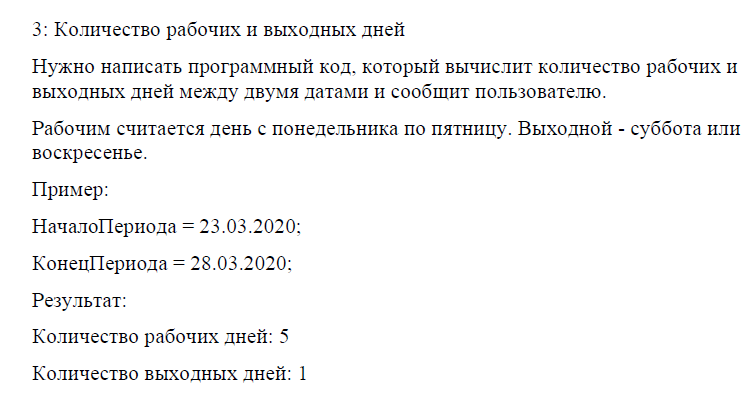 3: Количество рабочих и выходных дней
Нужно написать программный код, который вычислит количество рабочих и
выходных дней между двумя датами и сообщит пользователю.
Рабочим считается день с понедельника по пятницу. Выходной - суббота или
воскресенье.
Пример:
НачалоПериода = 23.03.2020;
КонецПериода = 28.03.2020;
Результат:
Количество рабочих дней: 5
Количество выходных дней: 1